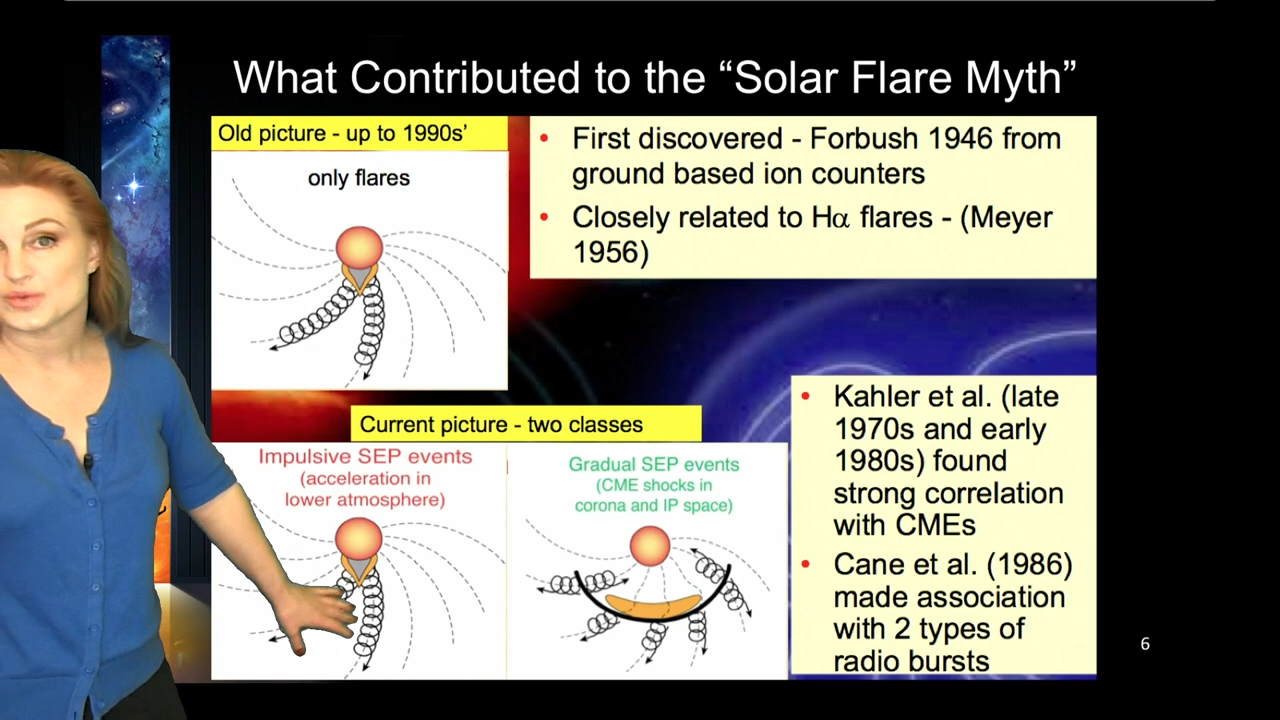 What Contributed to the “Solar Flare Myth”
Old picture - up to 1990s’
only flares
• First discovered - Forbush 1946 from
ground based ion counters
• Closely related to Hα flares - (Meyer
1956)
Current picture - two classes
Impulsive SEP events
(acceleration in
lower atmosphere)
Gradual SEP events
(CME shocks in
corona and IP space)
• Kahler et al. (late
1970s and early
1980s) found
strong correlation
with CMEs
• Cane et al. (1986)
made association
with 2 types of
radio bursts
6